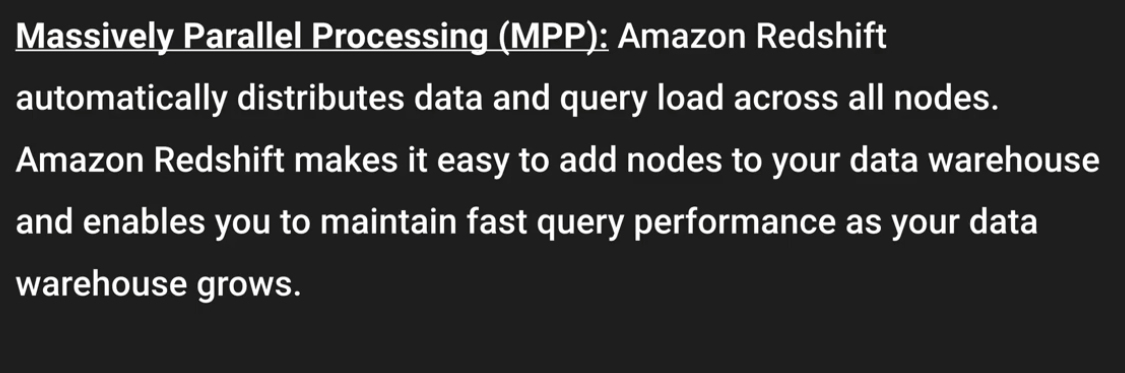 Massively Parallel Processing (MPP): Amazon Redshift
automatically distributes data and query load across all nodes.
Amazon Redshift makes it easy to add nodes to your data warehouse
and enables you to maintain fast query performance as your data
warehouse grows.